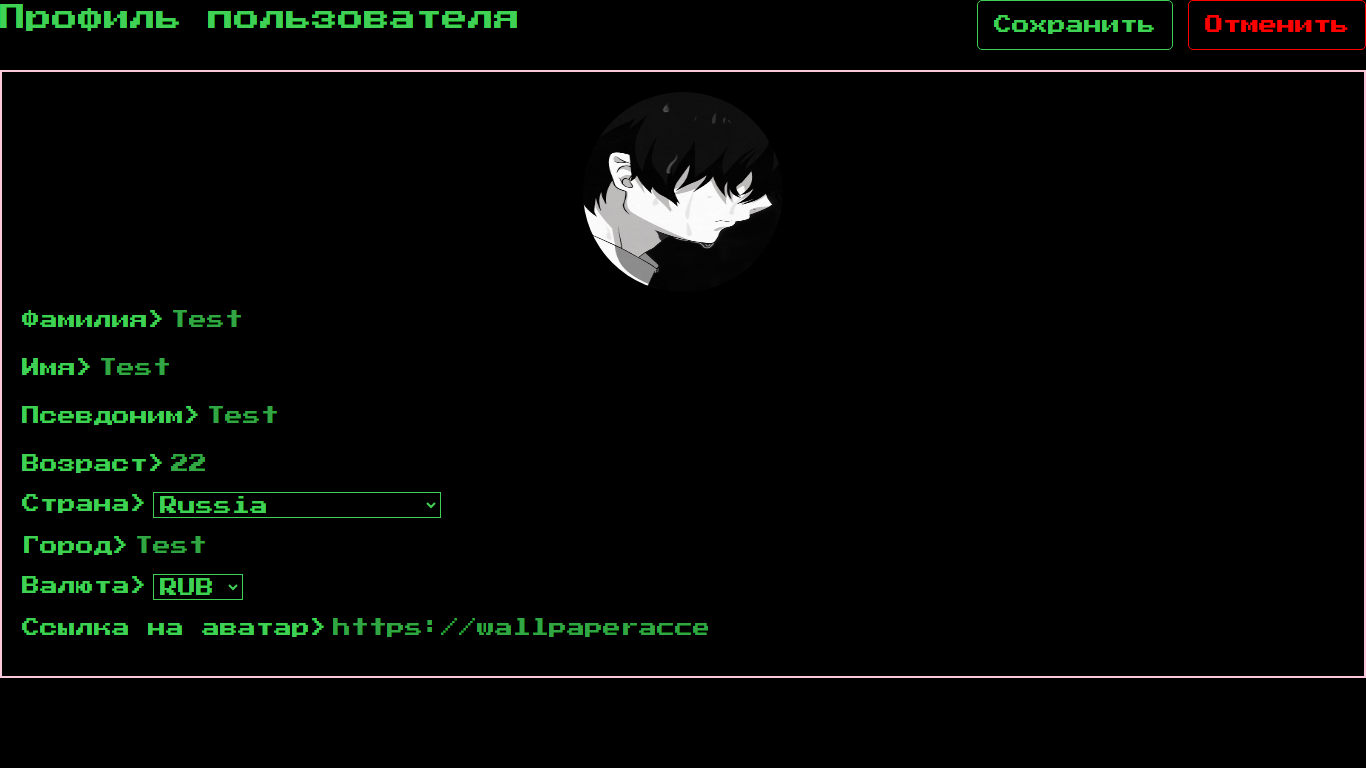 Профиль пользователя Сохранить Отменить
Фамилия> Test
Имя> Test
Псевдоним> Test
Возраст> 22
Страна> Russia
Город> Test
Валюта> RUB
Ссылка на аватар> https://wallpaperacce